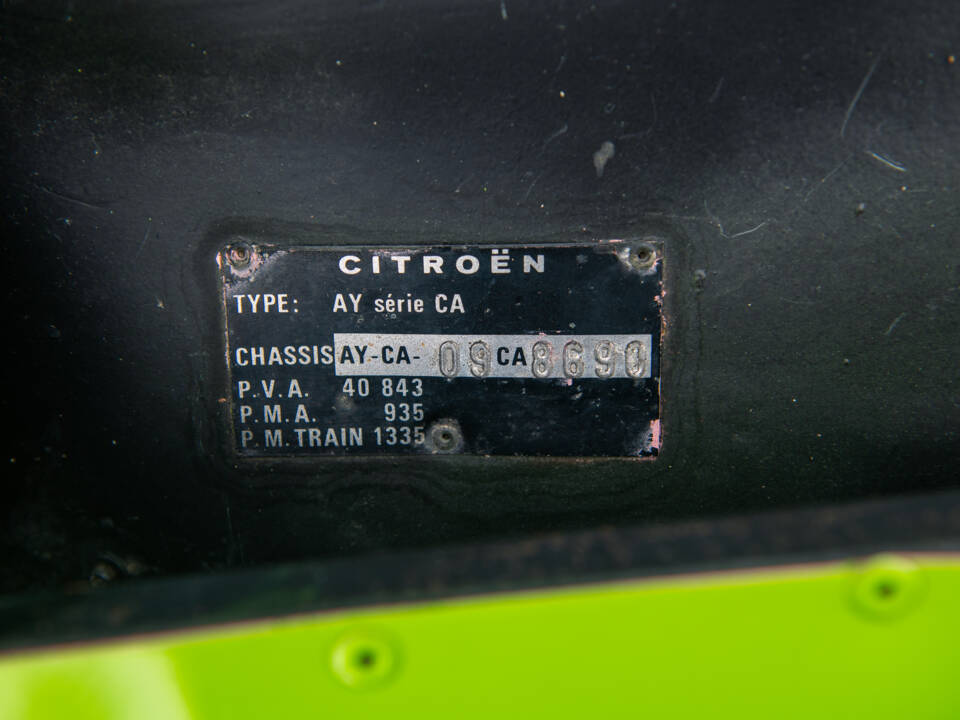 CITROËN
TYPE: AY série CA
CHASSIS AY-CA- 09 CA 8690
P.V.A. 40 843
P.M.A. 935
P.M. TRAIN 1335